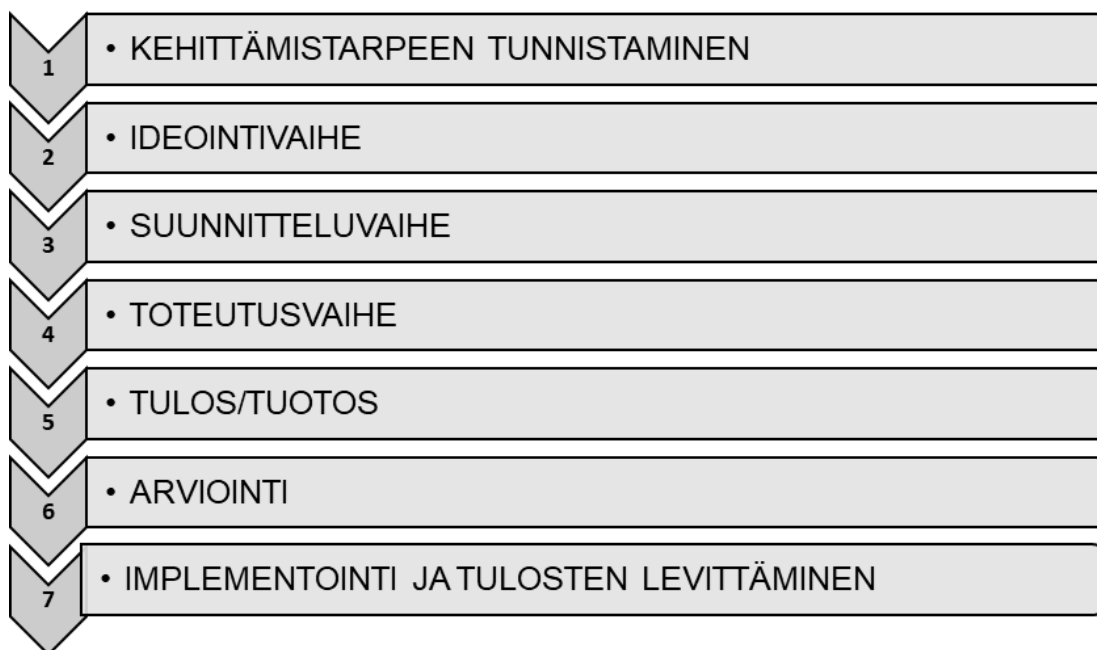 1
• KEHITTÄMISTARPEEN TUNNISTAMINEN
2
• IDEOINTIVAIHE
3
• SUUNNITTELUVAIHE
4
• TOTEUTUSVAIHE
5
• TULOS/TUOTOS
6
• ARVIOINTI
7
• IMPLEMENTOINTI JA TULOSTEN LEVITTÄMINEN